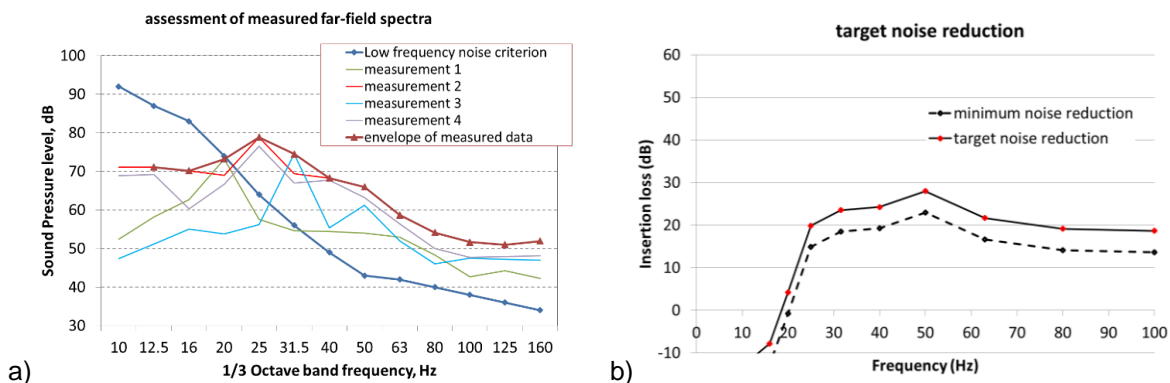 assessment of measured far-field spectra
100
90
80
70
60
50
40
30
Sound Pressure level, dB
Low frequency noise criterion
measurement 1
measurement 2
measurement 3
measurement 4
envelope of measured data
10 12.5 16 20 25 31.5 40 50 63 80 100 125 160
1/3 Octave band frequency, Hz
a)
target noise reduction
60
50
40
30
20
10
0
-10
Insertion loss (dB)
minimum noise reduction
target noise reduction
0 10 20 30 40 50 60 70 80 90 100
Frequency (Hz)
b)